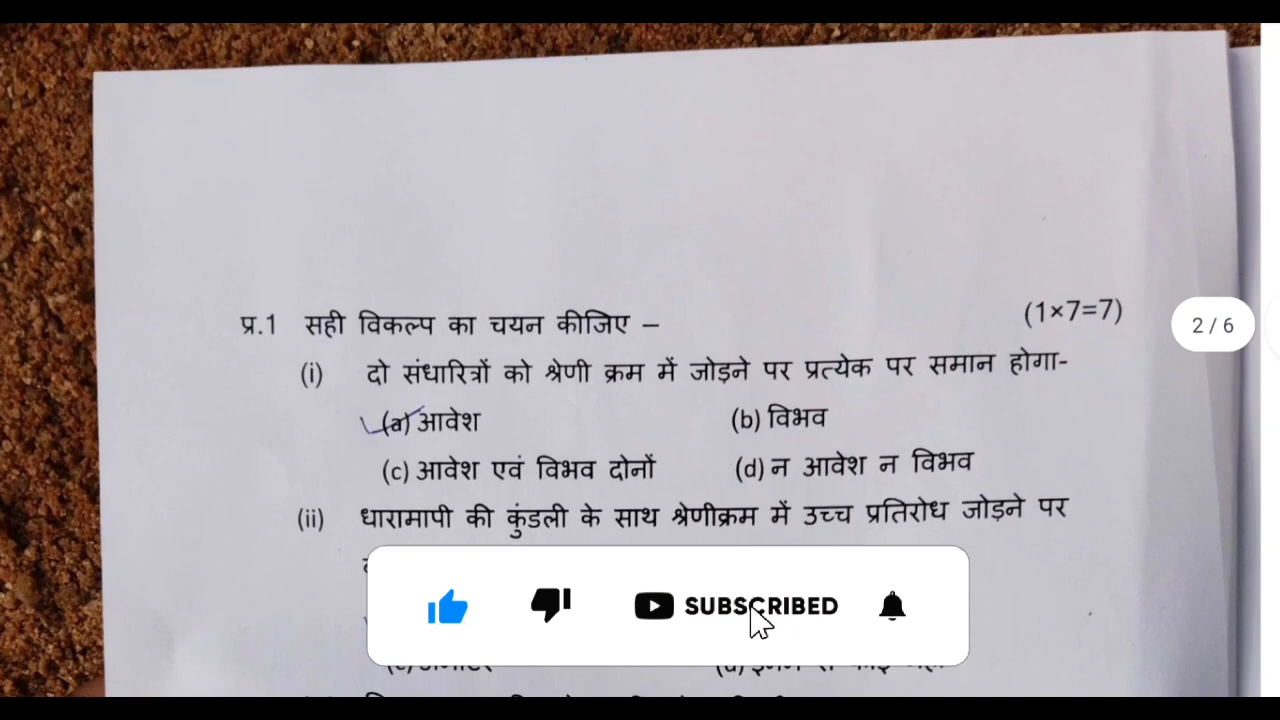 प्र.1 सही विकल्प का चयन कीजिए – (1×7=7)
(i) दो संधारित्रों को श्रेणी क्रम में जोड़ने पर प्रत्येक पर समान होगा-
(a) आवेश (b) विभव
(c) आवेश एवं विभव दोनों (d) न आवेश न विभव
(ii) धारामापी की कुंडली के साथ श्रेणीक्रम में उच्च प्रतिरोध जोड़ने पर
2 / 6
SUBSCRIBED